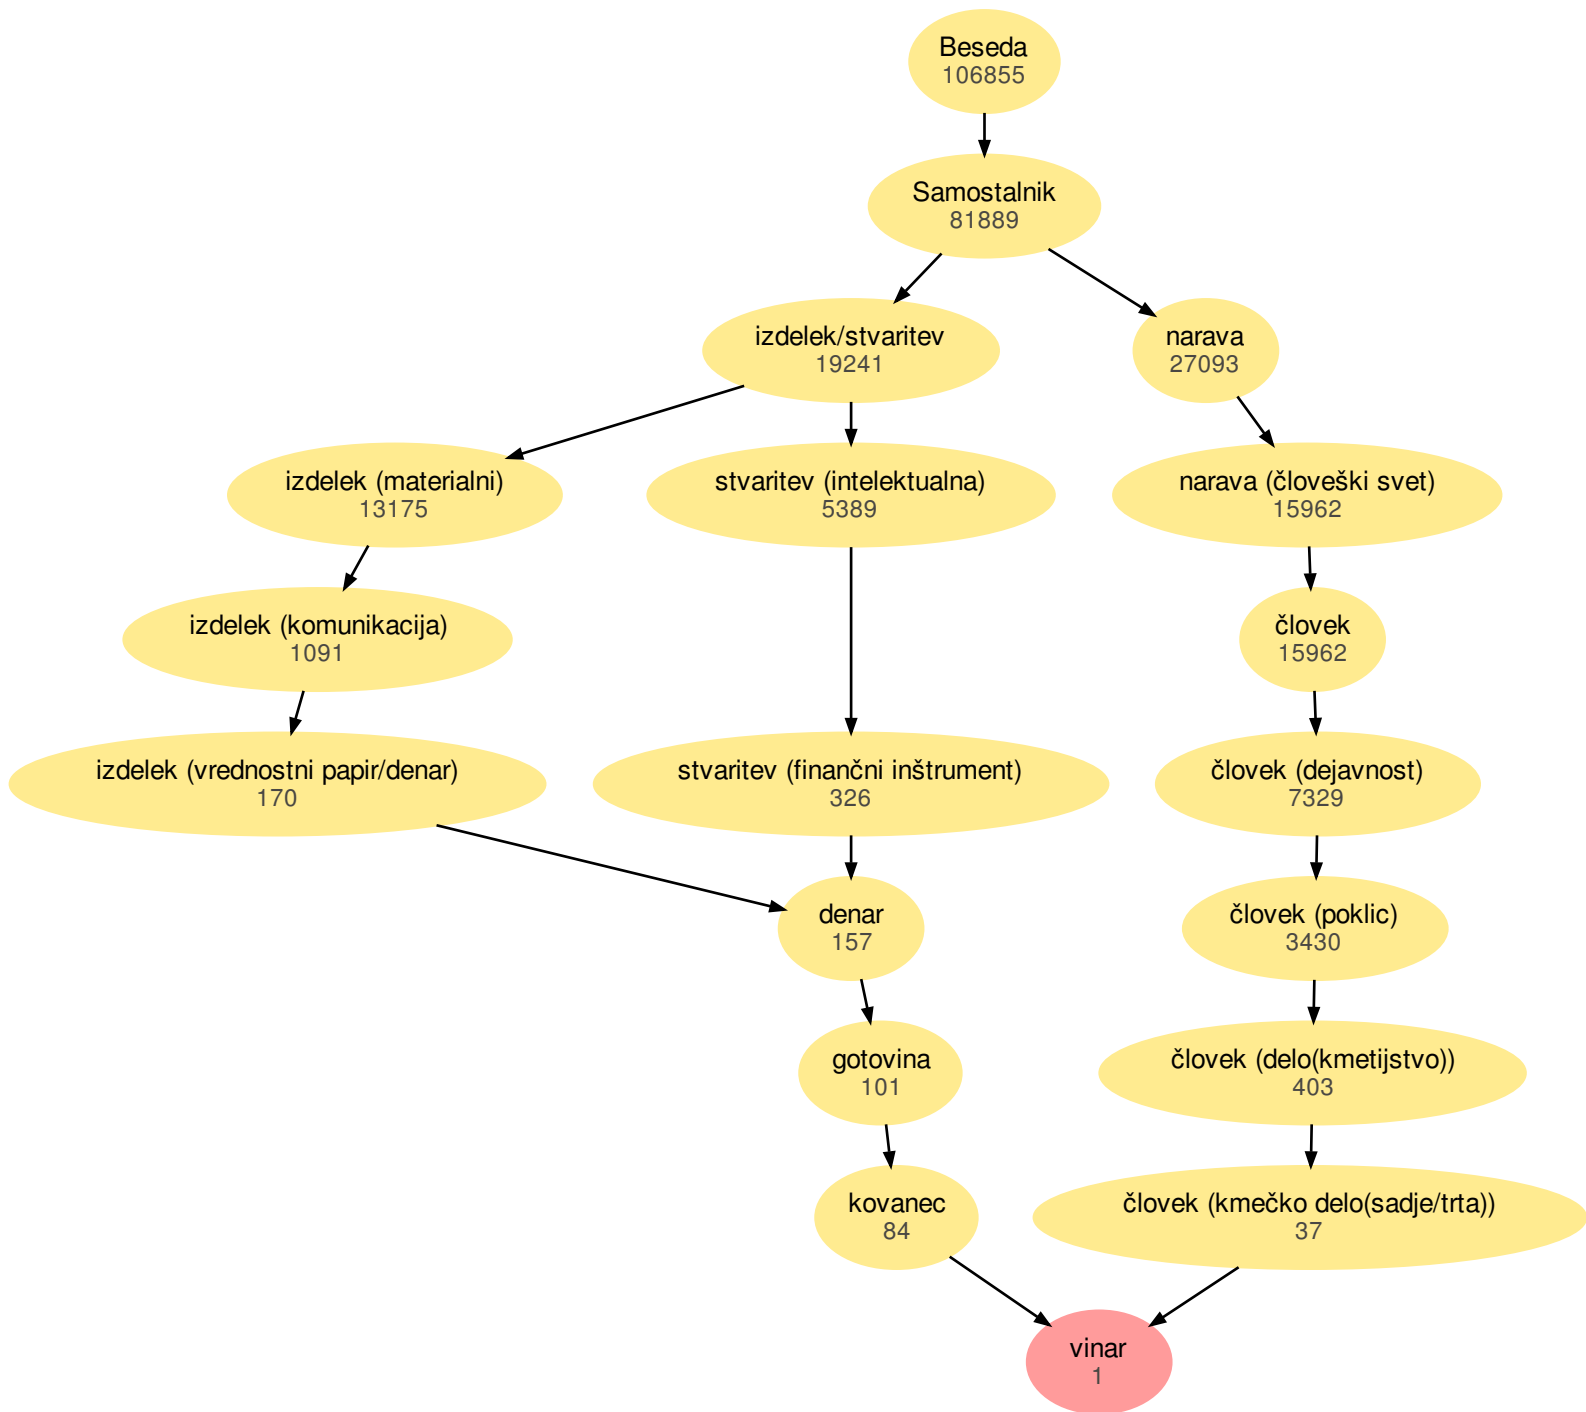 Beseda
106855
Samostalnik
81889
izdelek/stvaritev
19241
narava
27093
izdelek (materialni)
13175
stvaritev (intelektualna)
5389
narava (človeški svet)
15962
izdelek (komunikacija)
1091
človek
15962
izdelek (vrednostni papir/denar)
170
stvaritev (finančni inštrument)
326
človek (dejavnost)
7329
denar
157
človek (poklic)
3430
gotovina
101
človek (delo(kmetijstvo))
403
kovanec
84
človek (kmečko delo(sadje/trta))
37
vinar
1